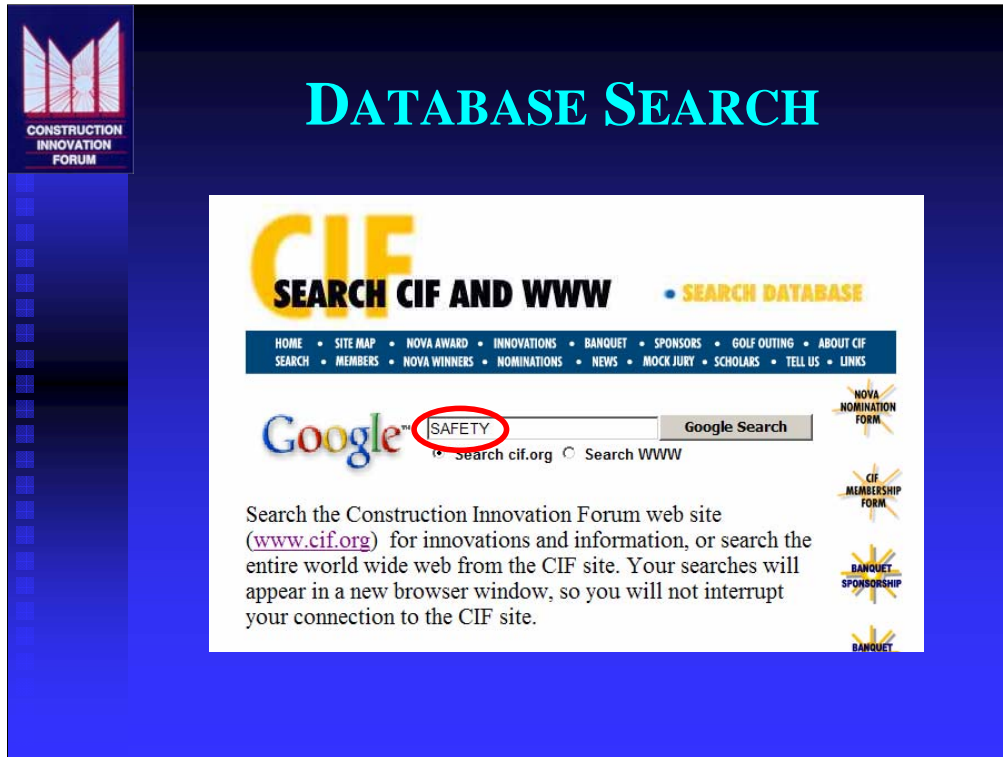 CONSTRUCTION
INNOVATION
FORUM
DATABASE SEARCH
CIF
SEARCH CIF AND WWW
• SEARCH DATABASE
HOME • SITE MAP • NOVA AWARD • INNOVATIONS • BANQUET • SPONSORS • GOLF OUTING • ABOUT CIF
SEARCH • MEMBERS • NOVA WINNERS • NOMINATIONS • NEWS • MOCK JURY • SCHOLARS • TELL US • LINKS
NOVA
NOMINATION
FORM
Google™ SAFETY Google Search
Search cif.org Search WWW
CIF
MEMBERSHIP
FORM
Search the Construction Innovation Forum web site
(www.cif.org) for innovations and information, or search the
entire world wide web from the CIF site. Your searches will
appear in a new browser window, so you will not interrupt
your connection to the CIF site.
BANQUET
SPONSORSHIP
BANQUET